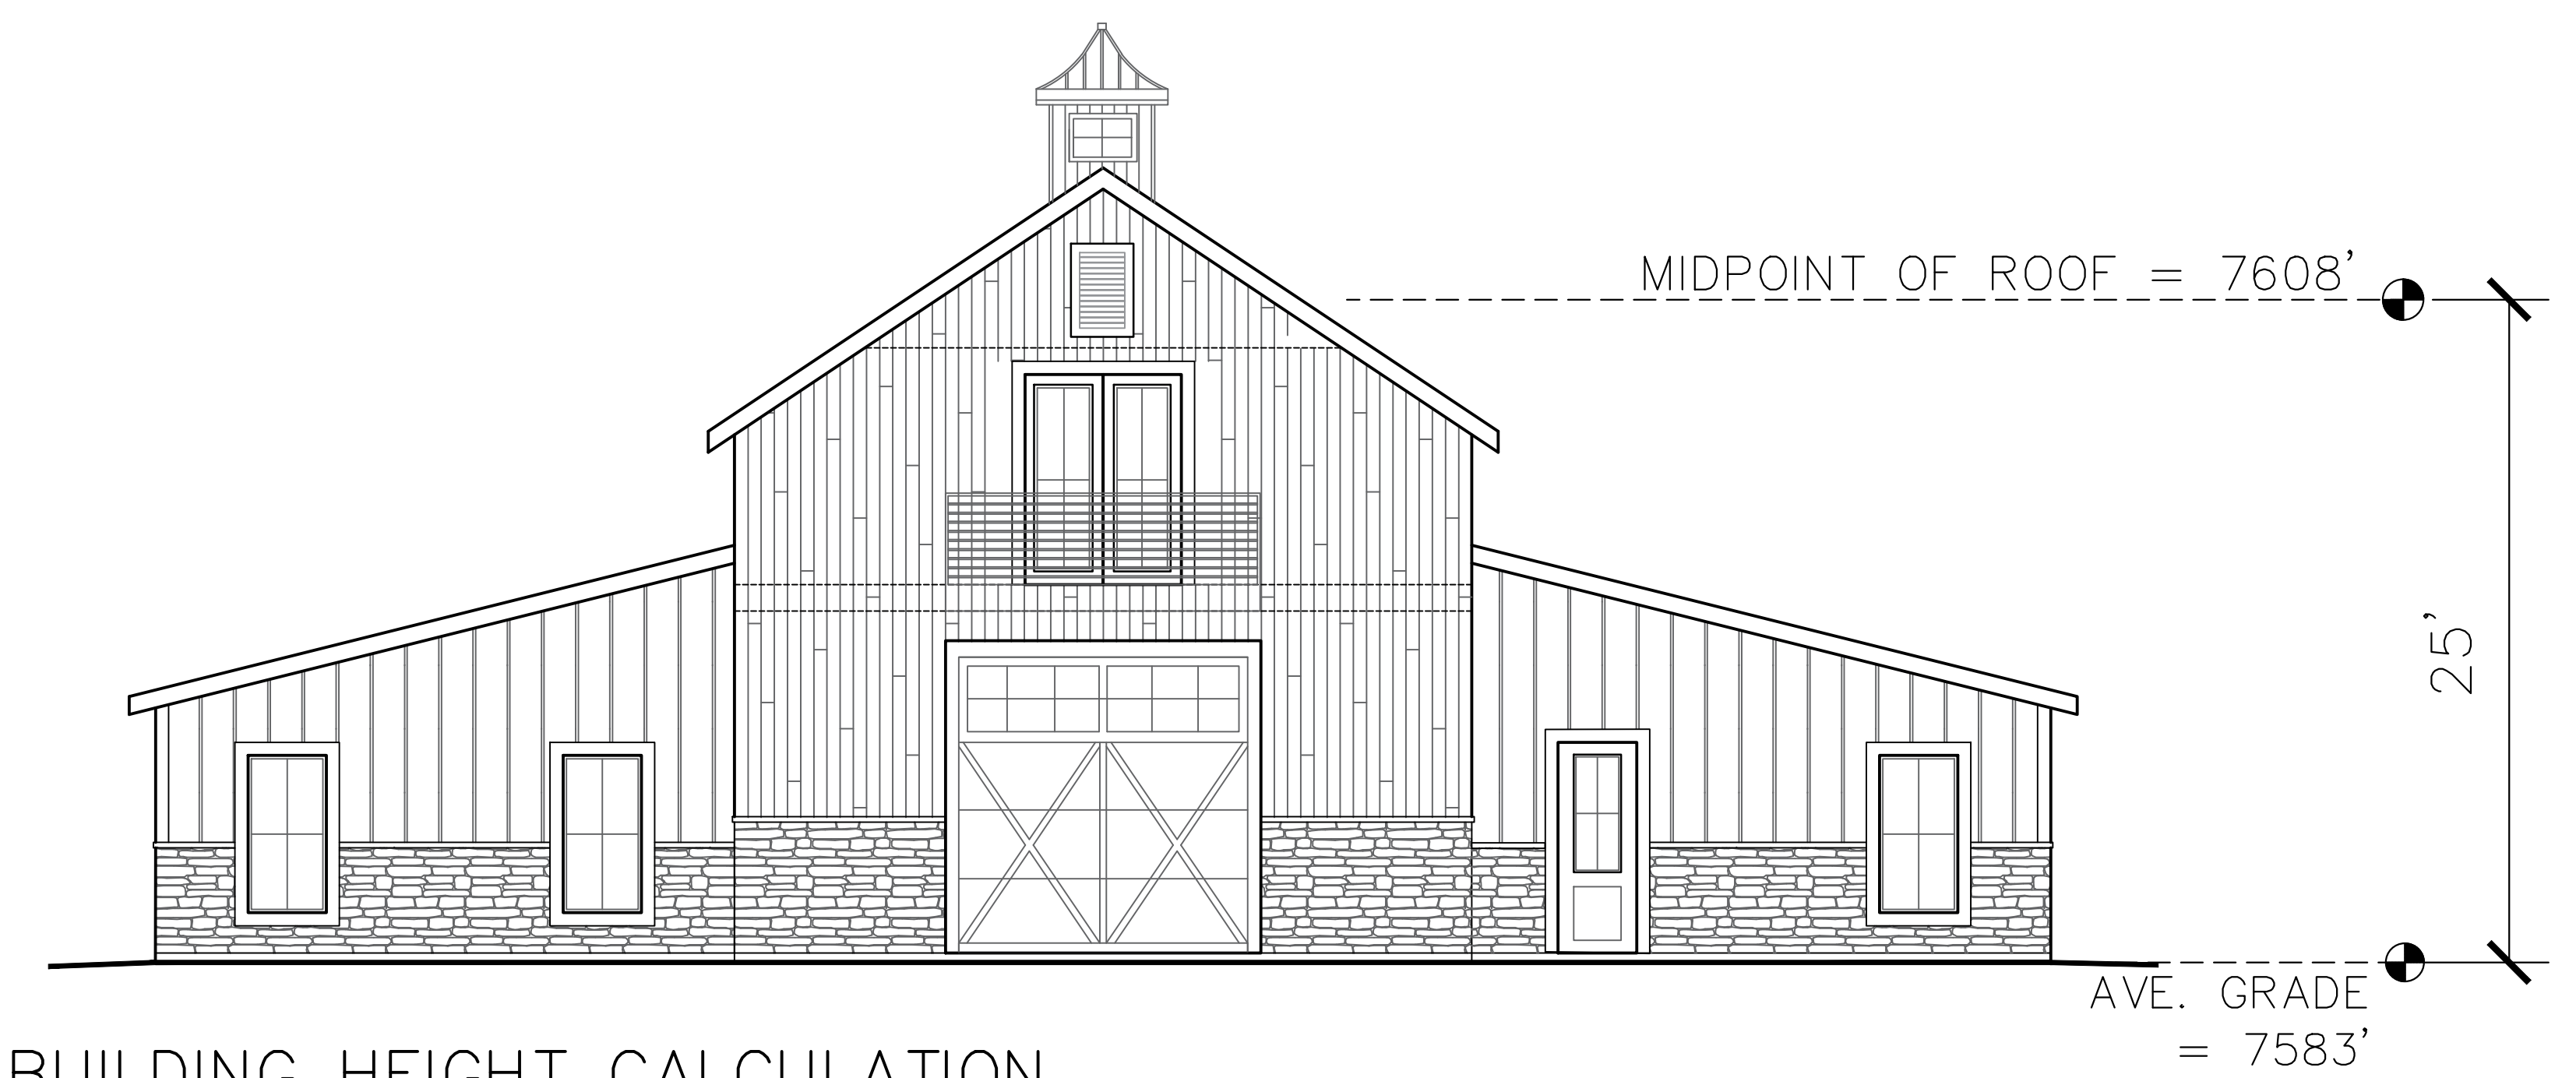 MIDPOINT OF ROOF = 7608'
25'
AVE. GRADE
= 7583'
BUILDING HEIGHT CALCULATION